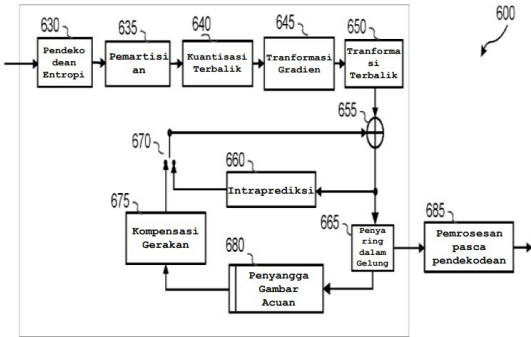 600
630
635
640
645
650
Pendeko
dean
Entropi
Pemartisi
an
Kuantisasi
Terbalik
Tranformasi
Gradien
Tranforma
si
Terbalik
655
670
660
Intraprediksi
675
Kompensasi
Gerakan
665
Penya
ring
dalam
Gelung
685
Pemrosesan
pasca
pendekodean
680
Penyangga
Gambar
Acuan